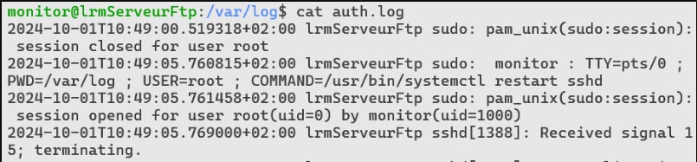 monitor@lrmServeurFtp:/var/log$ cat auth.log
2024-10-01T10:49:00.519318+02:00 lrmServeurFtp sudo: pam_unix(sudo:session):
 session closed for user root
2024-10-01T10:49:05.760815+02:00 lrmServeurFtp sudo:  monitor : TTY=pts/0 ;
PWD=/var/log ; USER=root ; COMMAND=/usr/bin/systemctl restart sshd
2024-10-01T10:49:05.761458+02:00 lrmServeurFtp sudo: pam_unix(sudo:session):
 session opened for user root(uid=0) by monitor(uid=1000)
2024-10-01T10:49:05.769000+02:00 lrmServeurFtp sshd[1388]: Received signal 1
5; terminating.